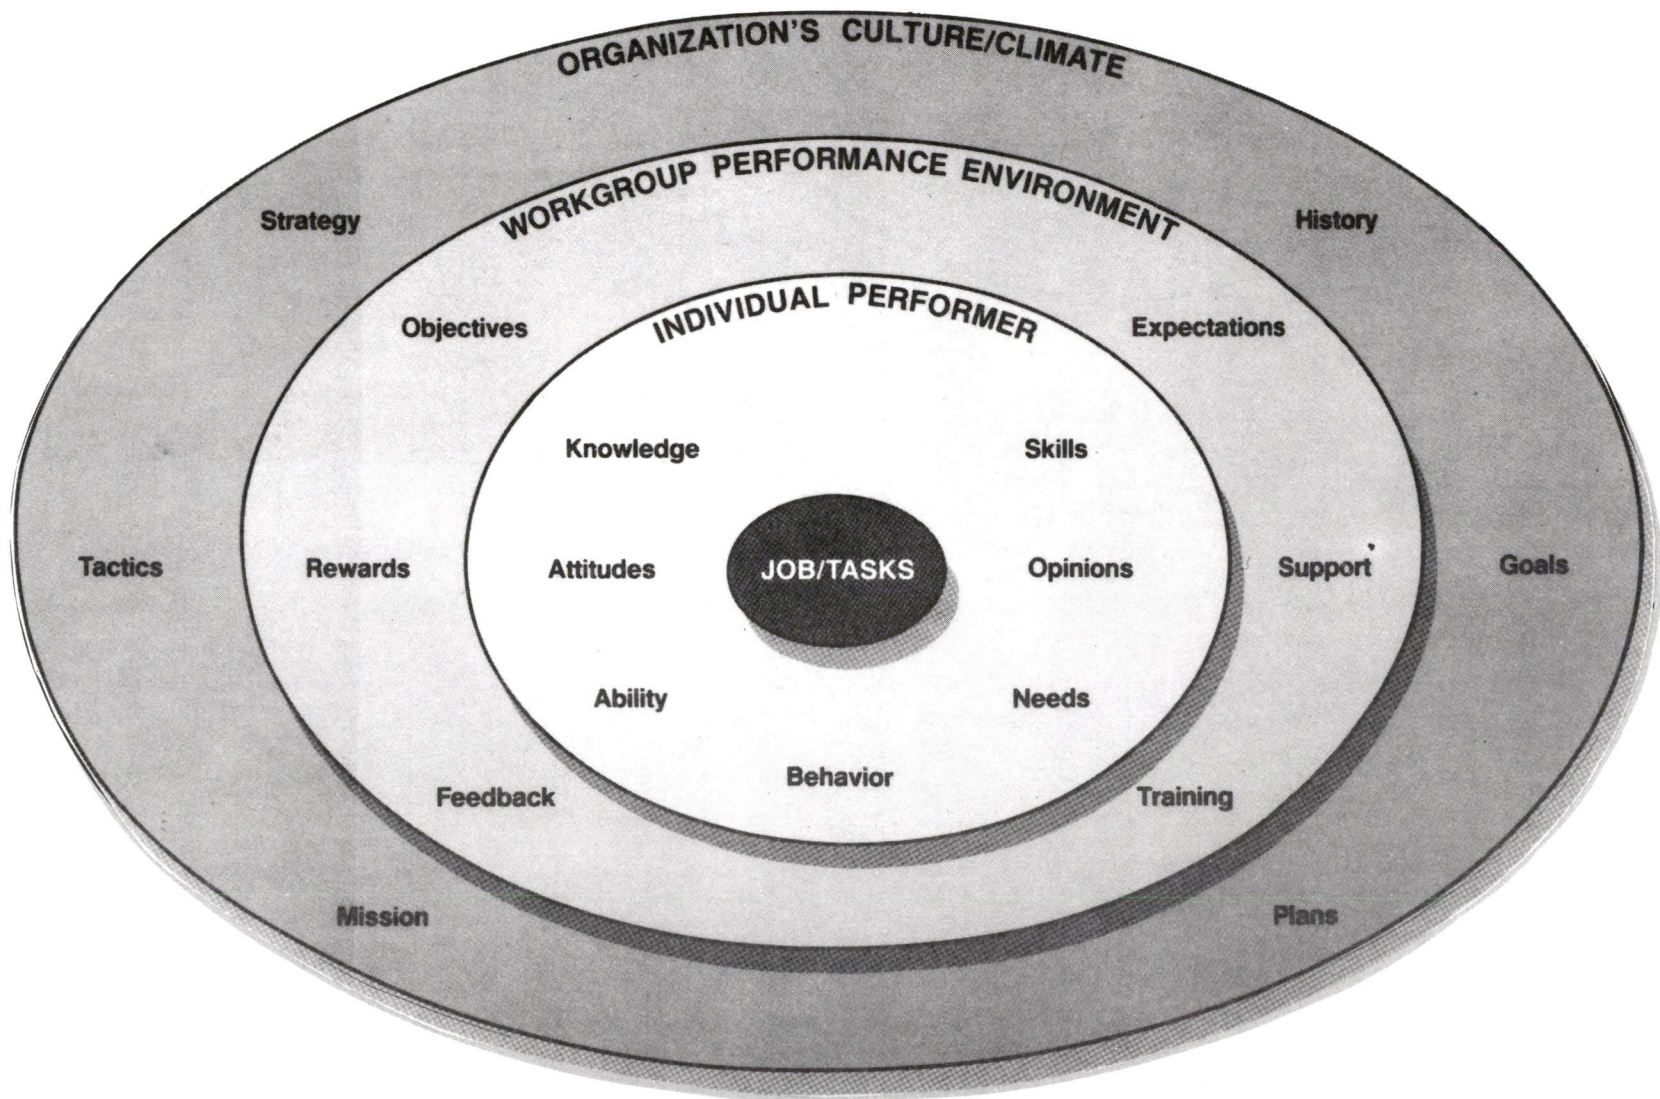 ORGANIZATION'S CULTURE/CLIMATE
WORKGROUP PERFORMANCE ENVIRONMENT
Strategy
History
INDIVIDUAL PERFORMER
Objectives
Expectations
Knowledge
Skills
Tactics
Rewards
Attitudes
JOB/TASKS
Opinions
Support
Goals
Ability
Needs
Behavior
Feedback
Training
Mission
Plans